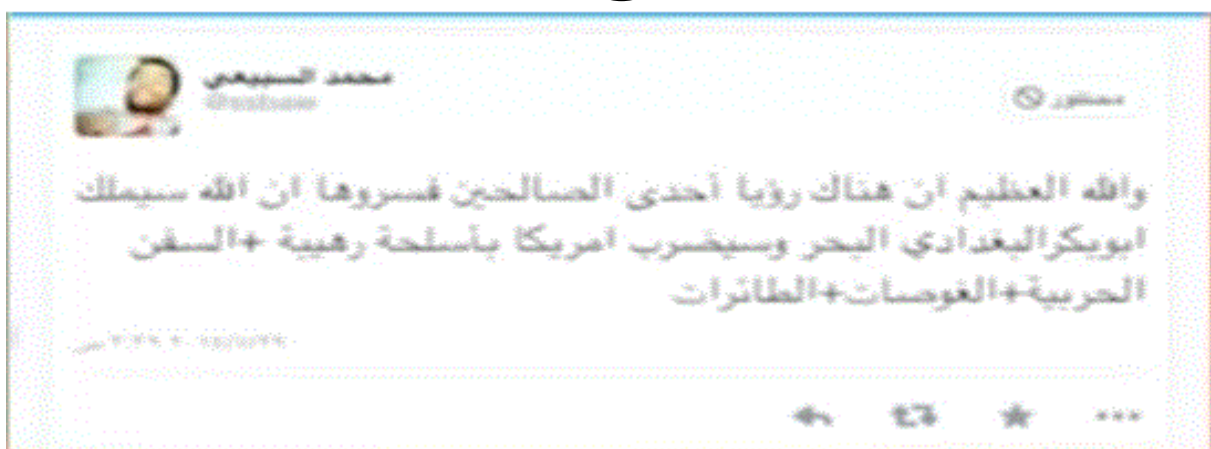 محمد السبيعي
والله العظيم ان هناك رؤيا أحدى الصالحين فسروها ان الله سيملك
ابوبكرالبغدادي البحر وسيضرب امريكا بأسلحة رهيبة +السفن
الحربية+الغوصات+الطائرات